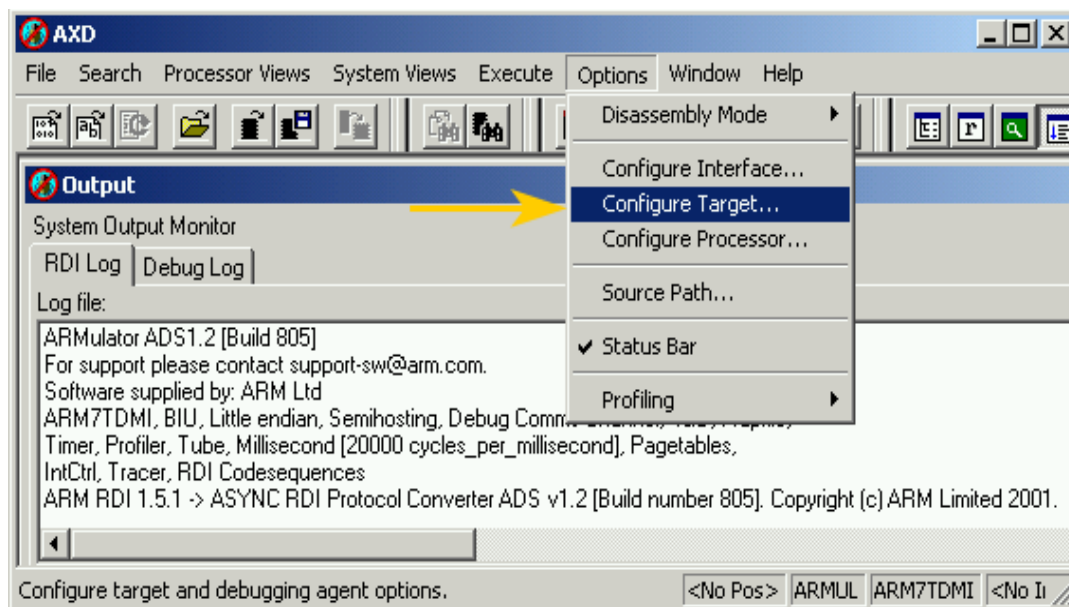 AXD
File Search Processor Views System Views Execute Options Window Help
Disassembly Mode
Configure Interface...
Configure Target...
Configure Processor...
Source Path...
Status Bar
Profiling
Output
System Output Monitor
RDI Log Debug Log
Log file:
ARMulator ADS1.2 [Build 805]
For support please contact support-sw@arm.com.
Software supplied by: ARM Ltd
ARM7TDMI, BIU, Little endian, Semihosting, Debug
Timer, Profiler, Tube, Millisecond [20000 cycles_per_millisecond], Pagetables,
IntCtrl, Tracer, RDI Codesequences
ARM RDI 1.5.1 -> ASYNC RDI Protocol Converter ADS v1.2 [Build number 805]. Copyright (c) ARM Limited 2001.
Configure target and debugging agent options.
<No Pos> ARMUL ARM7TDMI <No